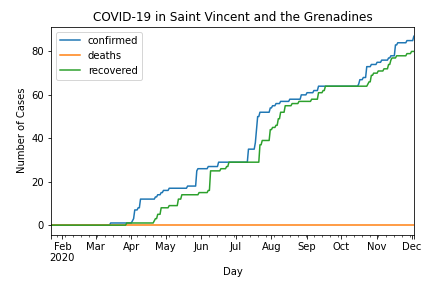 COVID-19 in Saint Vincent and the Grenadines
confirmed
deaths
recovered
Number of Cases
80
60
40
20
0
Feb Mar Apr May Jun Jul Aug Sep Oct Nov Dec
2020
Day